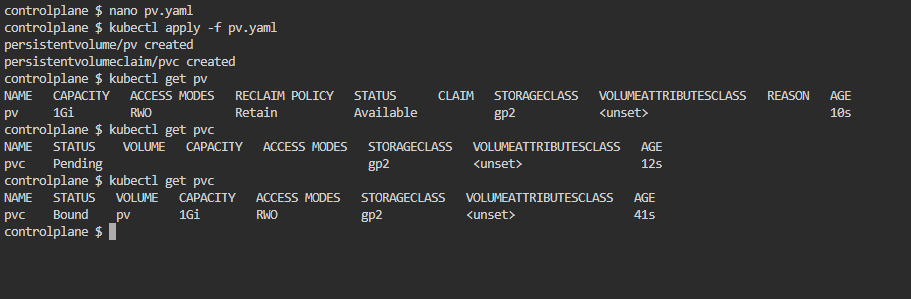 controlplane $ nano pv.yaml
controlplane $ kubectl apply -f pv.yaml
persistentvolume/pv created
persistentvolumeclaim/pvc created
controlplane $ kubectl get pv
NAME   CAPACITY   ACCESS MODES   RECLAIM POLICY   STATUS      CLAIM   STORAGECLASS   VOLUMEATTRIBUTESCLASS   REASON   AGE
pv     1Gi        RWO            Retain           Available           gp2            <unset>                          10s
controlplane $ kubectl get pvc
NAME   STATUS    VOLUME   CAPACITY   ACCESS MODES   STORAGECLASS   VOLUMEATTRIBUTESCLASS   AGE
pvc    Pending                                      gp2            <unset>                 12s
controlplane $ kubectl get pvc
NAME   STATUS   VOLUME   CAPACITY   ACCESS MODES   STORAGECLASS   VOLUMEATTRIBUTESCLASS   AGE
pvc    Bound    pv       1Gi        RWO            gp2            <unset>                 41s
controlplane $